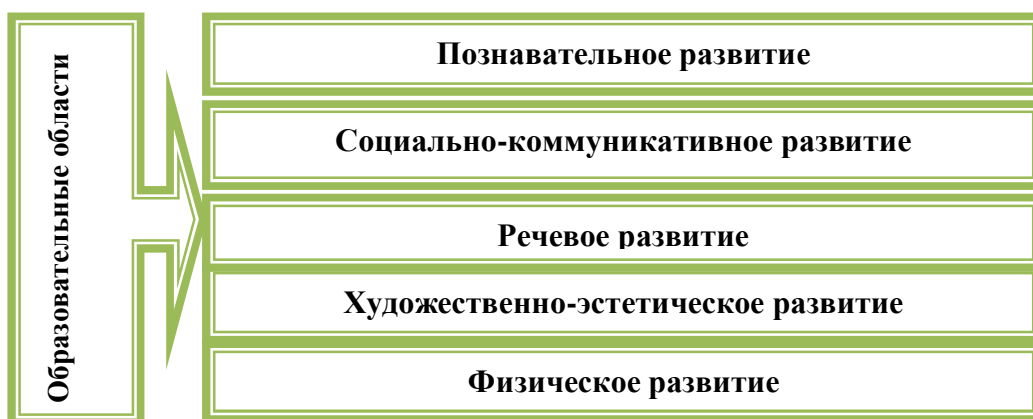 Образовательные области
Познавательное развитие
Социально-коммуникативное развитие
Речевое развитие
Художественно-эстетическое развитие
Физическое развитие